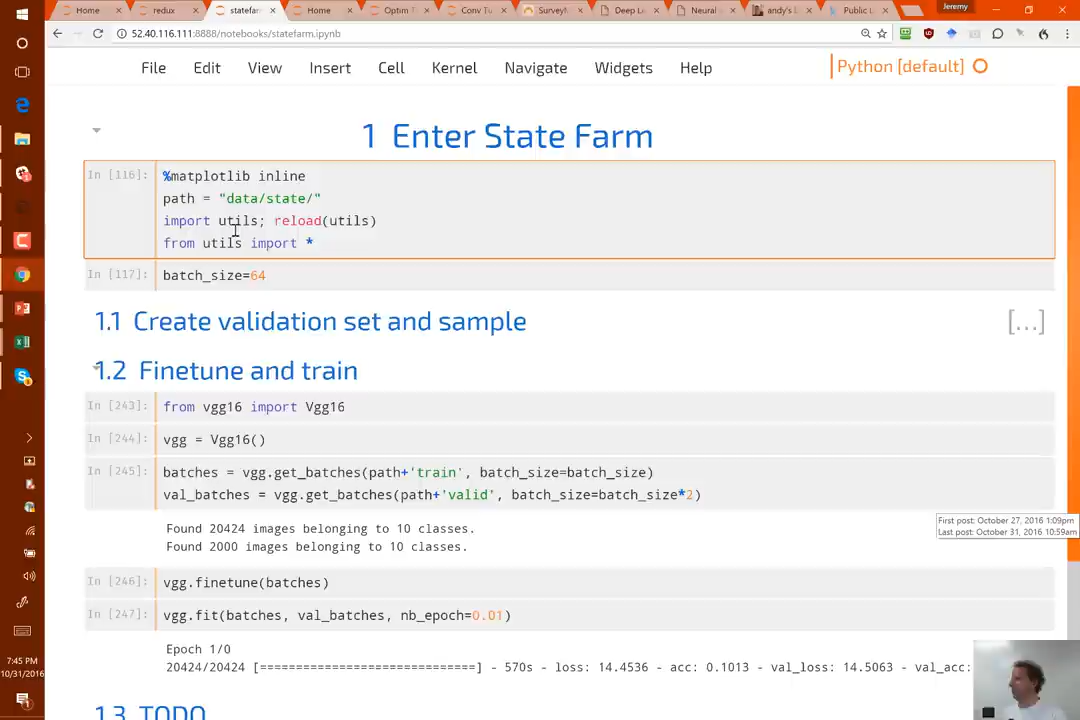 redux
statefarm
Home
Optim T
Conv Tu
SurveyM
Deep Le
Neural
andy's
Public L
Jeremy
52.40.116.111:8888/notebooks/statefarm.ipynb
File Edit View Insert Cell Kernel Navigate Widgets Help
Python [default]
1 Enter State Farm
In [116]: %matplotlib inline
path = "data/state/"
import utils; reload(utils)
from utils import *
In [117]: batch_size=64
1.1 Create validation set and sample [...]
1.2 Finetune and train
In [243]: from vgg16 import Vgg16
In [244]: vgg = Vgg16()
In [245]: batches = vgg.get_batches(path+'train', batch_size=batch_size)
val_batches = vgg.get_batches(path+'valid', batch_size=batch_size*2)
First post: October 27, 2016 1:09pm
Last post: October 31, 2016 10:59am
Found 20424 images belonging to 10 classes.
Found 2000 images belonging to 10 classes.
In [246]: vgg.finetune(batches)
In [247]: vgg.fit(batches, val_batches, nb_epoch=0.01)
Epoch 1/0
20424/20424 [==============================] - 570s - loss: 14.4536 - acc: 0.1013 - val_loss: 14.5063 - val_acc:
1.3 TODO
7:45 PM
10/31/2016